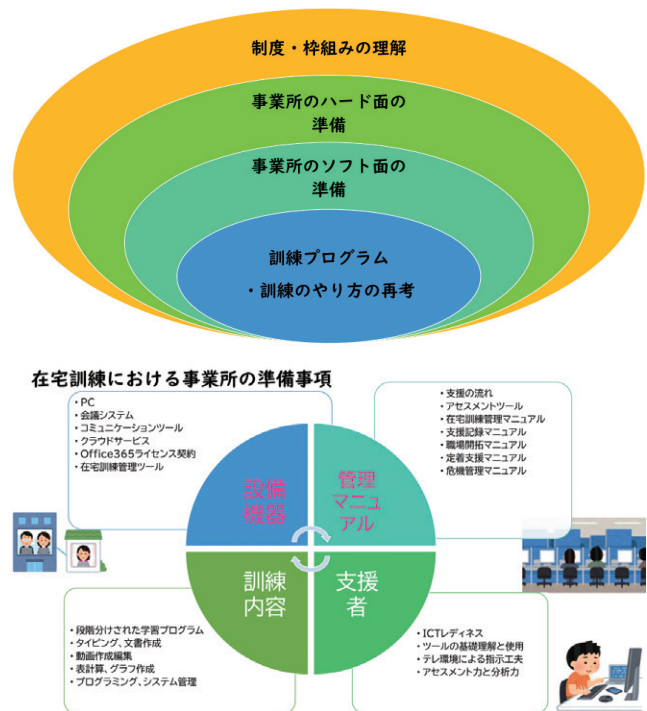 制度・枠組みの理解
事業所のハード面の
準備
事業所のソフト面の
準備
訓練プログラム
・訓練のやり方の再考
在宅訓練における事業所の準備事項
・PC
・会議システム
・コミュニケーションツール
・クラウドサービス
・Office365ライセンス契約
・在宅訓練管理ツール
・支援の流れ
・アセスメントツール
・在宅訓練管理マニュアル
・支援記録マニュアル
・職場開拓マニュアル
・定着支援マニュアル
・危機管理マニュアル
設備
機器
管理
マニュ
アル
訓練
内容
支援
者
・段階分けされた学習プログラム
・タイピング、文書作成
・動画作成編集
・表計算、グラフ作成
・プログラミング、システム管理
・ICTレディネス
・ツールの基礎理解と使用
・テレ環境による指示工夫
・アセスメント力と分析力